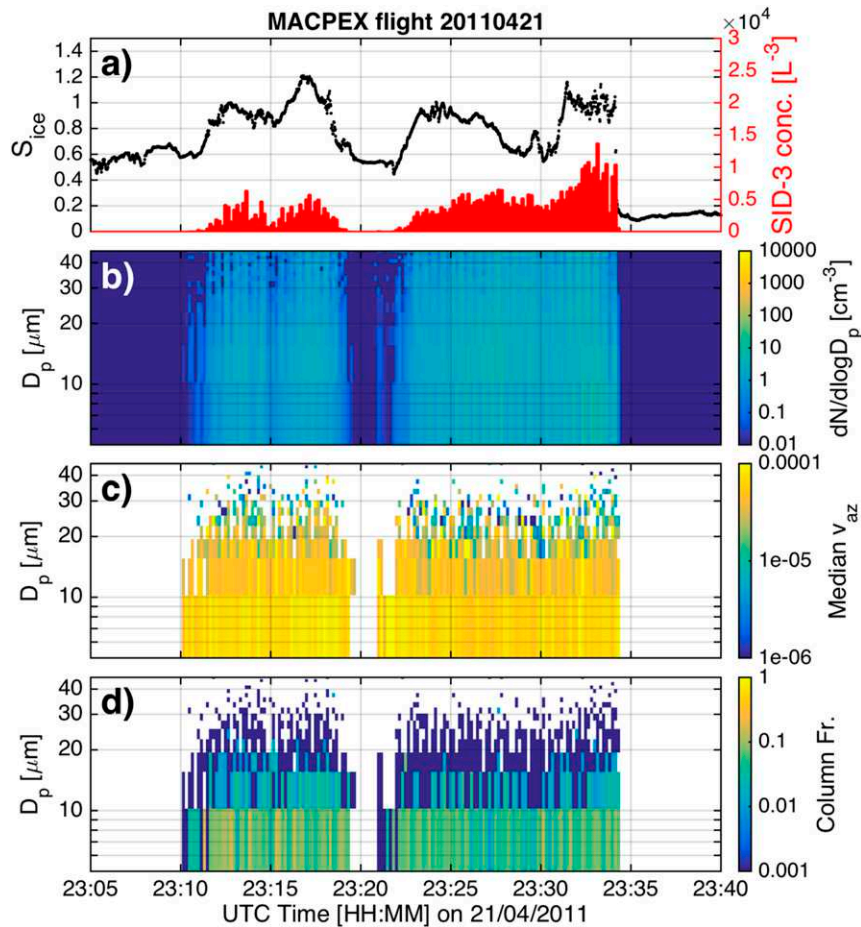 MACPEX flight 20110421
×10⁴
a)
1.4
1.2
1
0.8
0.6
0.4
0.2
0
S_ice
3
2.5
2
1.5
1
0.5
0
SID-3 conc. [L⁻³]
b)
40
30
20
10
D_p [μm]
10000
1000
100
10
1
0.1
0.01
dN/dlogD_p [cm⁻³]
c)
40
30
20
10
D_p [μm]
0.0001
1e-05
1e-06
Median v_az
d)
40
30
20
10
D_p [μm]
1
0.1
0.01
0.001
Column Fr.
23:05 23:10 23:15 23:20 23:25 23:30 23:35 23:40
UTC Time [HH:MM] on 21/04/2011